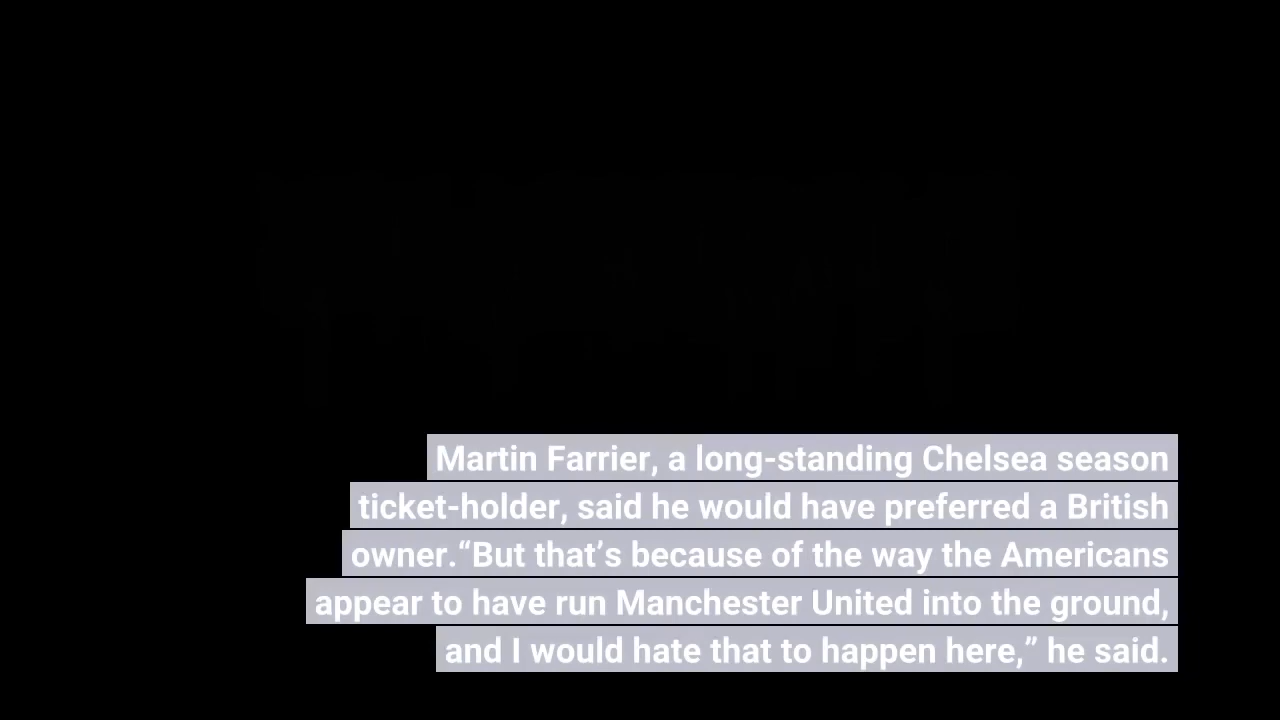 Martin Farrier, a long-standing Chelsea season
ticket-holder, said he would have preferred a British
owner.“But that’s because of the way the Americans
appear to have run Manchester United into the ground,
and I would hate that to happen here,” he said.